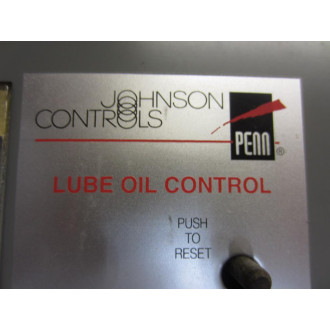 JOHNSON
CONTROLS
PENN ®
LUBE OIL CONTROL
PUSH
TO
RESET